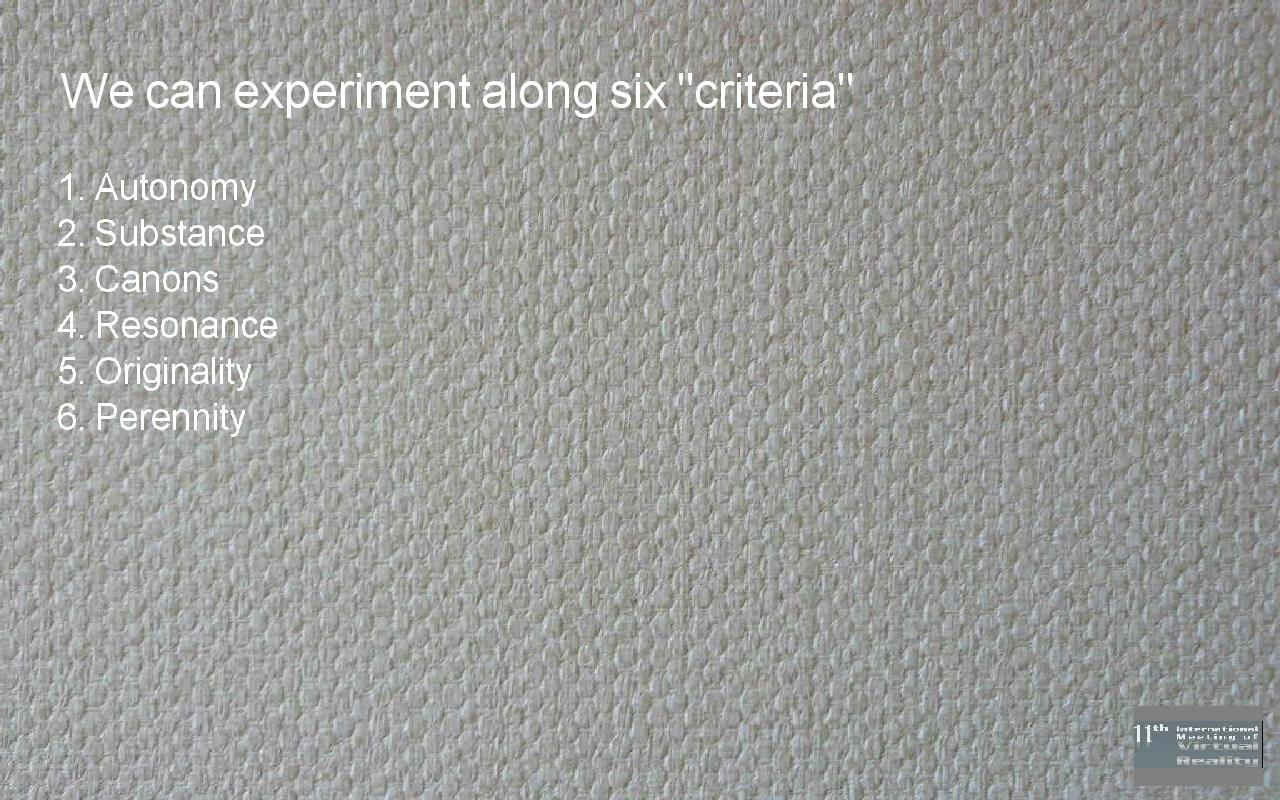 We can experiment along six "criteria"
1. Autonomy
2. Substance
3. Canons
4. Resonance
5. Originality
6. Perennity
11th International
Meeting of
Virtual
Reality